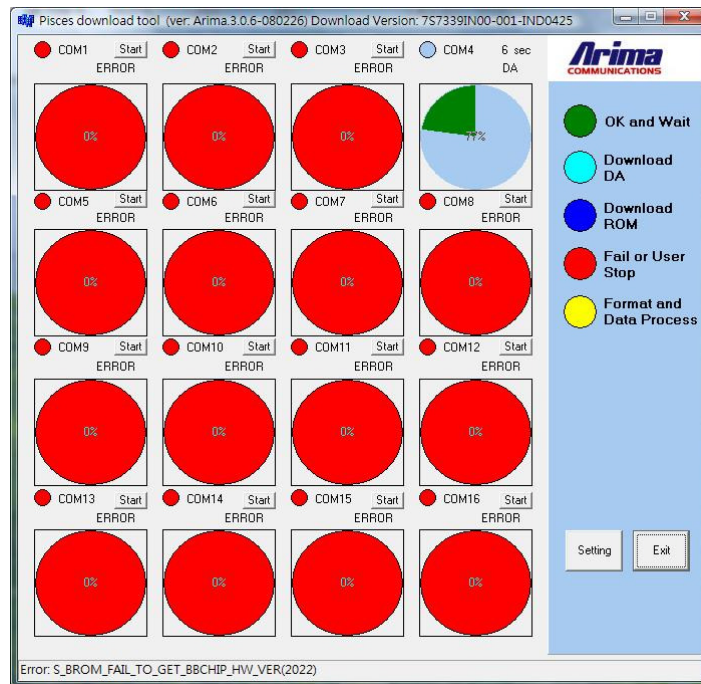 Pisces download tool (ver: Arima.3.0.6-080226) Download Version: 7S7339IN00-001-IND0425
COM1 Start COM2 Start COM3 Start COM4 6 sec
ERROR ERROR ERROR DA
0% 0% 0% 77%
COM5 Start COM6 Start COM7 Start COM8 Start
ERROR ERROR ERROR ERROR
0% 0% 0% 0%
COM9 Start COM10 Start COM11 Start COM12 Start
ERROR ERROR ERROR ERROR
0% 0% 0% 0%
COM13 Start COM14 Start COM15 Start COM16 Start
ERROR ERROR ERROR ERROR
0% 0% 0% 0%
Arima
COMMUNICATIONS
OK and Wait
Download
DA
Download
ROM
Fail or User
Stop
Format and
Data Process
Setting Exit
Error: S_BROM_FAIL_TO_GET_BBCHIP_HW_VER(2022)